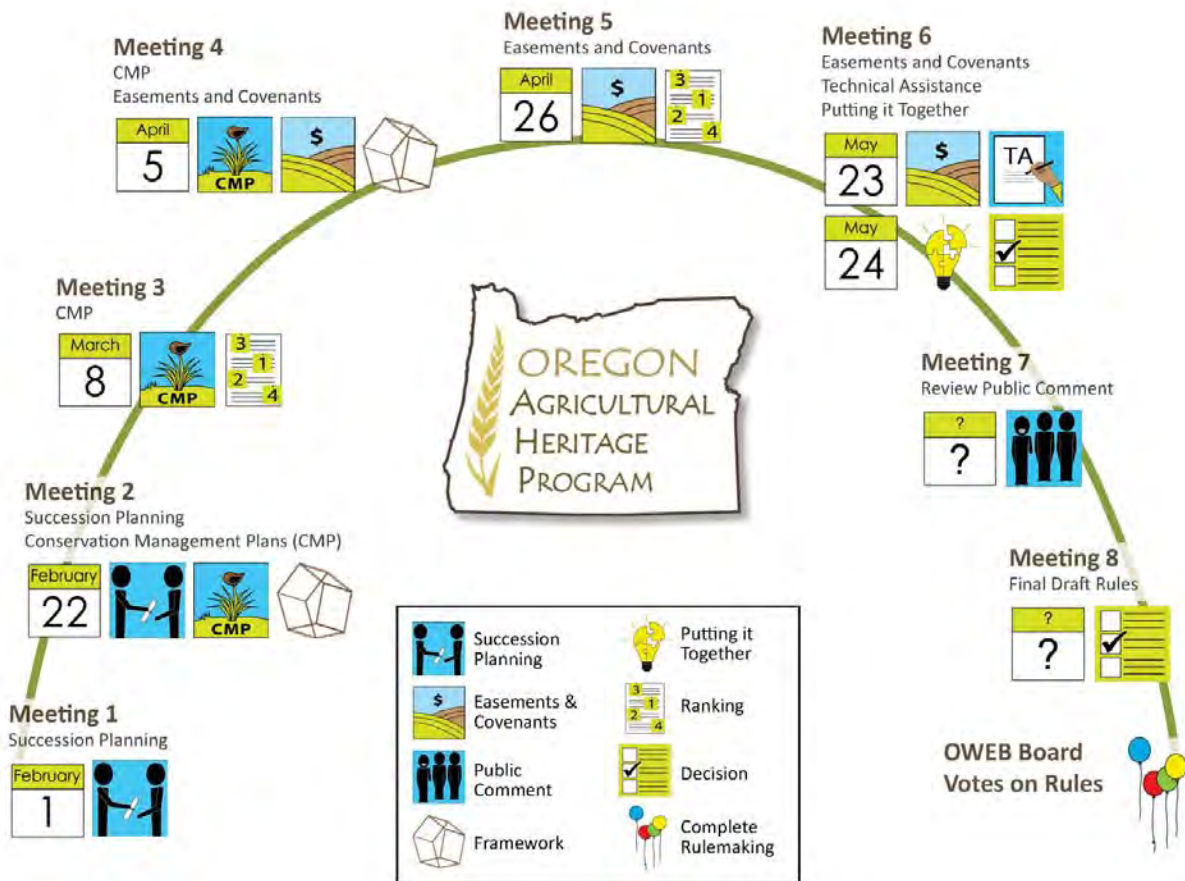 Meeting 1
Succession Planning
February
1
Meeting 2
Succession Planning
Conservation Management Plans (CMP)
February
22
CMP
Meeting 3
CMP
March
8
CMP
3
1
2
4
Meeting 4
CMP
Easements and Covenants
April
5
CMP
$
Meeting 5
Easements and Covenants
April
26
$
3
1
2
4
Meeting 6
Easements and Covenants
Technical Assistance
Putting it Together
May
23
$
TA
May
24
Meeting 7
Review Public Comment
?
?
Meeting 8
Final Draft Rules
?
?
OWEB Board
Votes on Rules
OREGON
AGRICULTURAL
HERITAGE
PROGRAM
Succession
Planning
$
Easements &
Covenants
Public
Comment
Framework
Putting it
Together
3
1
2
4
Ranking
Decision
Complete
Rulemaking